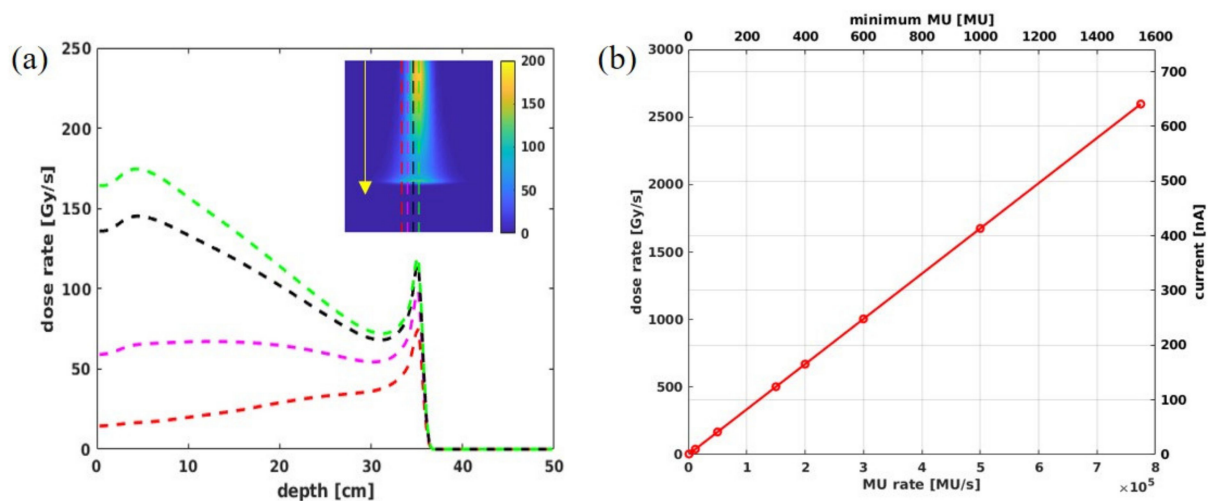 (a)
250
200
150
100
50
0
dose rate [Gy/s]
0 10 20 30 40 50
depth [cm]
200
150
100
50
0
(b)
minimum MU [MU]
0 200 400 600 800 1000 1200 1400 1600
3000
2500
2000
1500
1000
500
0
dose rate [Gy/s]
700
600
500
400
300
200
100
0
current [nA]
0 1 2 3 4 5 6 7 8
MU rate [MU/s]
×10⁵